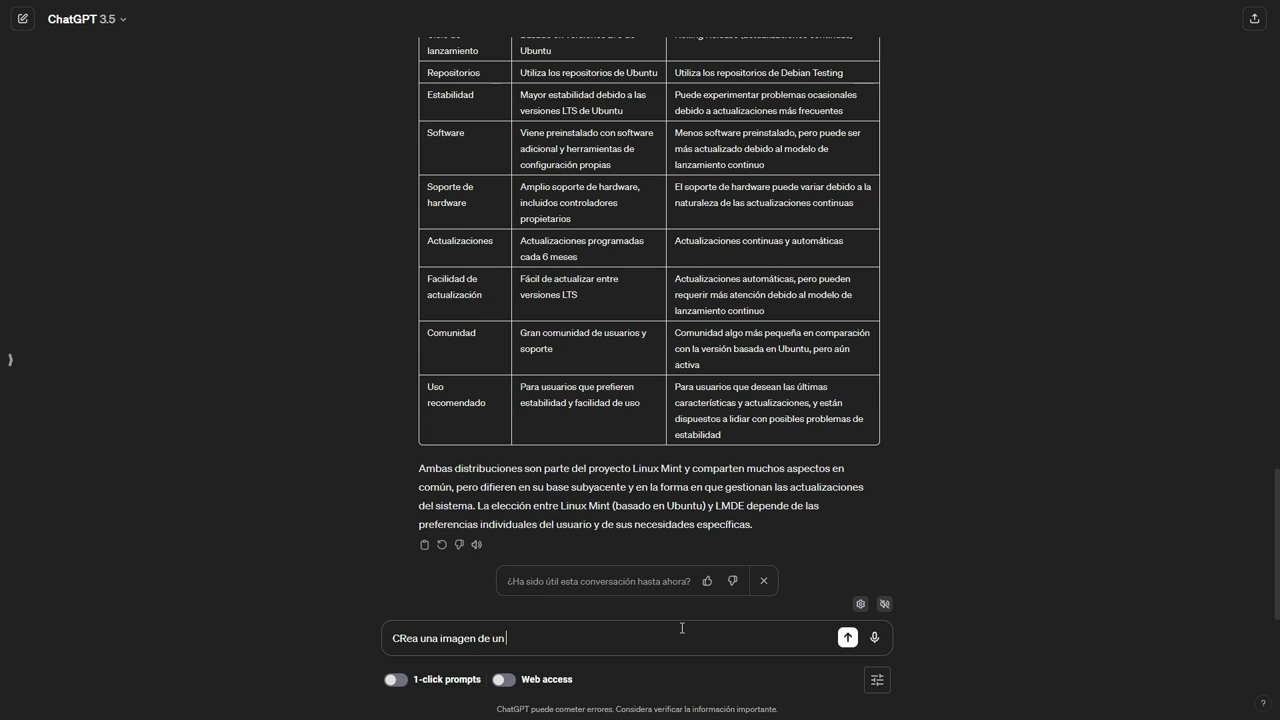 ChatGPT 3.5
lanzamiento
Ubuntu
Repositorios
Utiliza los repositorios de Ubuntu
Utiliza los repositorios de Debian Testing
Estabilidad
Mayor estabilidad debido a las
versiones LTS de Ubuntu
Puede experimentar problemas ocasionales
debido a actualizaciones más frecuentes
Software
Viene preinstalado con software
adicional y herramientas de
configuración propias
Menos software preinstalado, pero puede ser
más actualizado debido al modelo de
lanzamiento continuo
Soporte de
hardware
Amplio soporte de hardware,
incluidos controladores
propietarios
El soporte de hardware puede variar debido a la
naturaleza de las actualizaciones continuas
Actualizaciones
Actualizaciones programadas
cada 6 meses
Actualizaciones continuas y automáticas
Facilidad de
actualización
Fácil de actualizar entre
versiones LTS
Actualizaciones automáticas, pero pueden
requerir más atención debido al modelo de
lanzamiento continuo
Comunidad
Gran comunidad de usuarios y
soporte
Comunidad algo más pequeña en comparación
con la versión basada en Ubuntu, pero aún
activa
Uso
recomendado
Para usuarios que prefieren
estabilidad y facilidad de uso
Para usuarios que desean las últimas
características y actualizaciones, y están
dispuestos a lidiar con posibles problemas de
estabilidad
Ambas distribuciones son parte del proyecto Linux Mint y comparten muchos aspectos en
común, pero difieren en su base subyacente y en la forma en que gestionan las actualizaciones
del sistema. La elección entre Linux Mint (basado en Ubuntu) y LMDE depende de las
preferencias individuales del usuario y de sus necesidades específicas.
¿Ha sido útil esta conversación hasta ahora?
CRea una imagen de un
1-click prompts
Web access
ChatGPT puede cometer errores. Considera verificar la información importante.
?